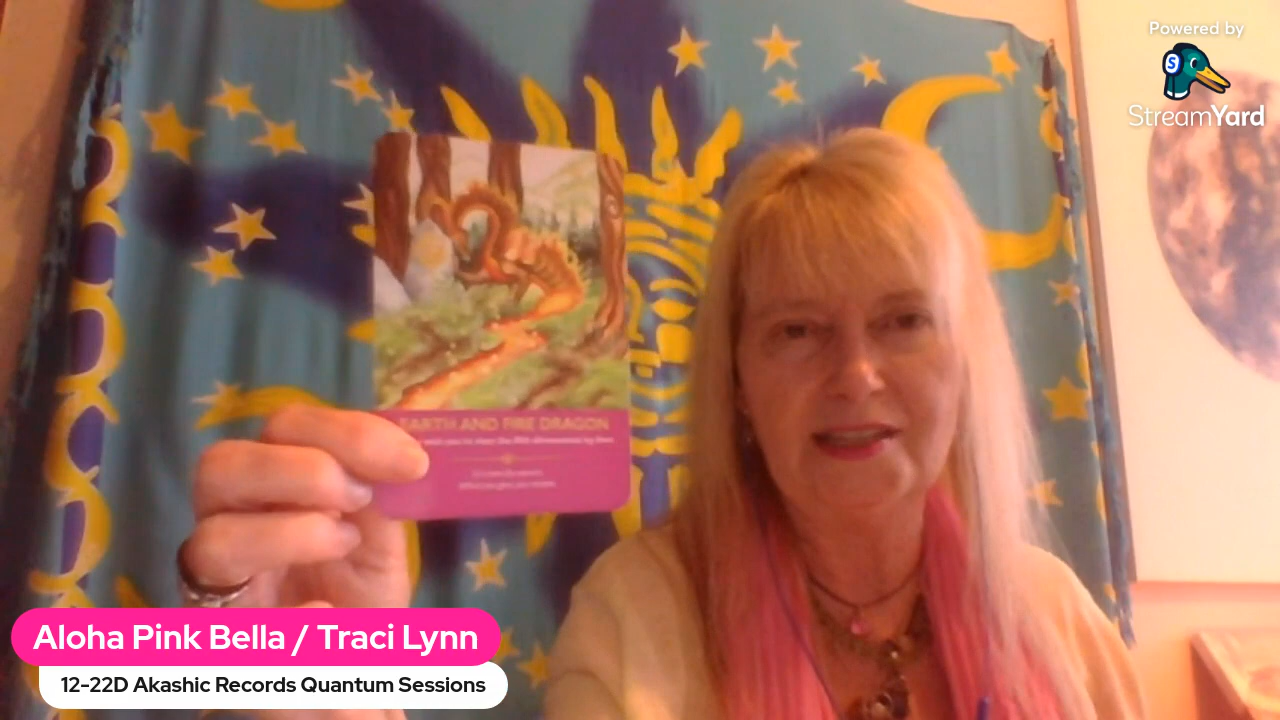 Powered by
StreamYard
EARTH AND FIRE DRAGON
Aloha Pink Bella / Traci Lynn
12-22D Akashic Records Quantum Sessions